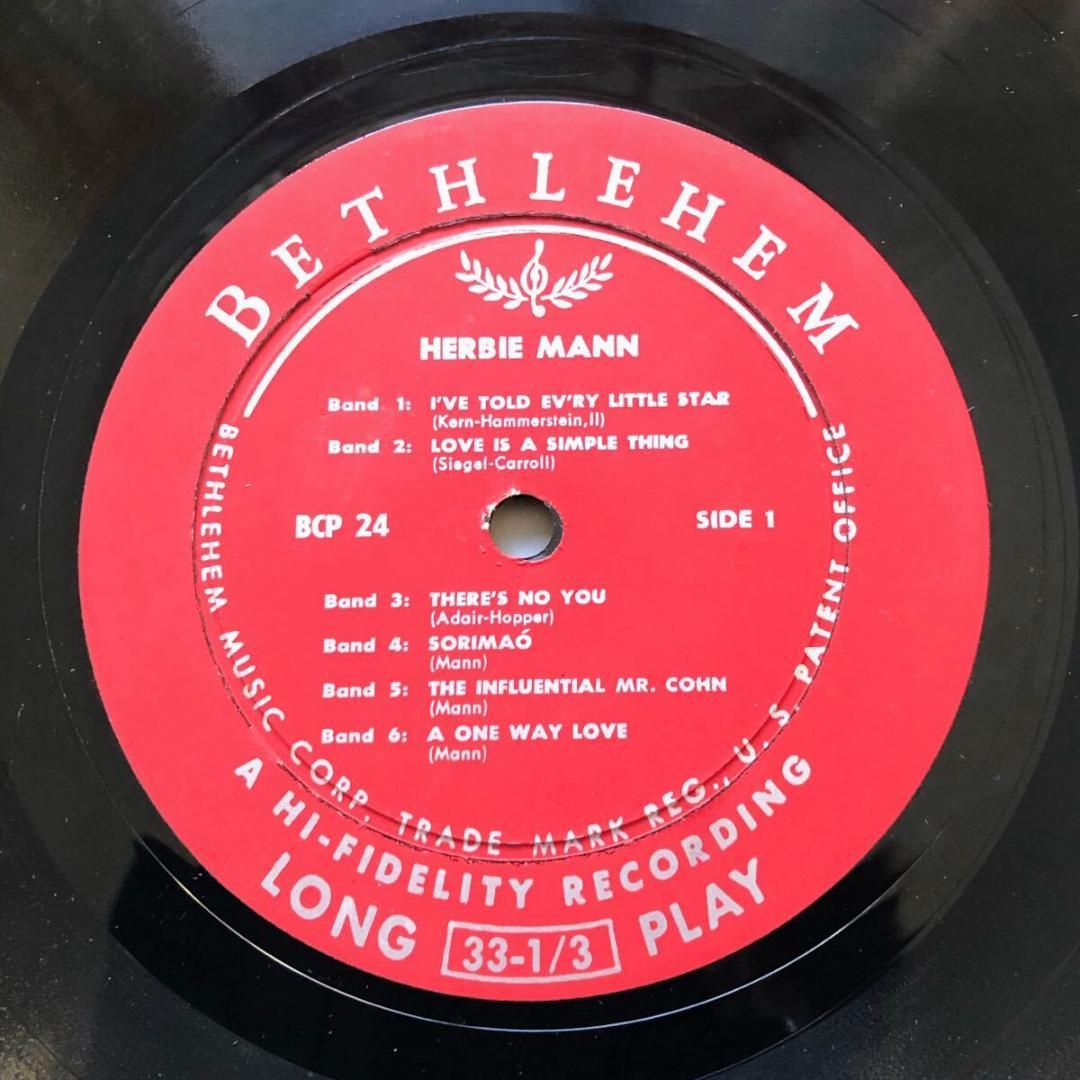 BETHLEHEM
HERBIE MANN
Band 1: I'VE TOLD EV'RY LITTLE STAR
(Kern-Hammerstein, II)
Band 2: LOVE IS A SIMPLE THING
(Siegel-Carroll)
BCP 24
SIDE 1
Band 3: THERE'S NO YOU
(Adair-Hopper)
Band 4: SORIMAÓ
(Mann)
Band 5: THE INFLUENTIAL MR. COHN
(Mann)
Band 6: A ONE WAY LOVE
(Mann)
BETHLEHEM MUSIC CORP. TRADE MARK REG., U.S. PATENT OFFICE
A HI-FIDELITY RECORDING
LONG 33-1/3 PLAY